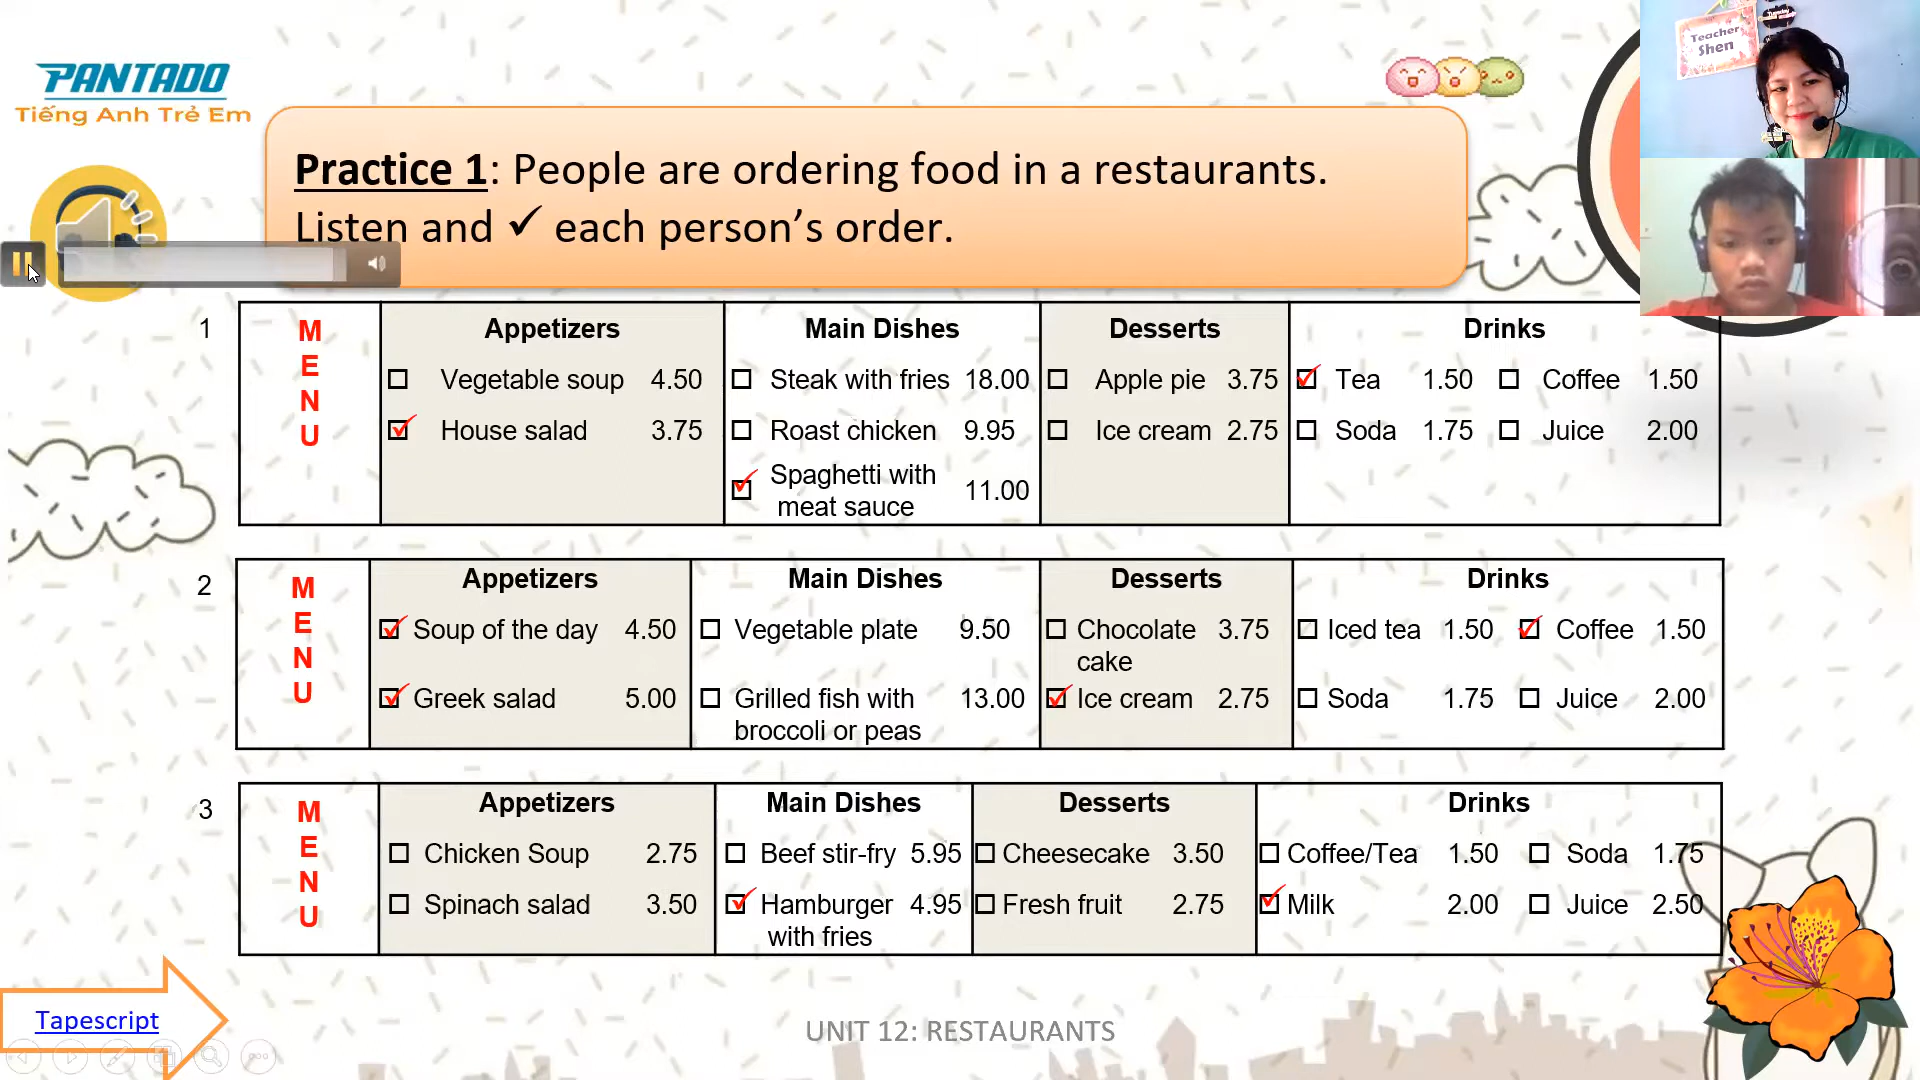 PANTADO
Tiếng Anh Trẻ Em
Teacher
Shen
Practice 1: People are ordering food in a restaurants.
Listen and ✓ each person's order.
1
MENU
Appetizers
Main Dishes
Desserts
Drinks
☐ Vegetable soup 4.50
☐ Steak with fries 18.00
☐ Apple pie 3.75
☑ Tea 1.50
☐ Coffee 1.50
☑ House salad 3.75
☐ Roast chicken 9.95
☐ Ice cream 2.75
☐ Soda 1.75
☐ Juice 2.00
☑ Spaghetti with
meat sauce 11.00
2
MENU
Appetizers
Main Dishes
Desserts
Drinks
☑ Soup of the day 4.50
☐ Vegetable plate 9.50
☐ Chocolate 3.75
cake
☐ Iced tea 1.50
☑ Coffee 1.50
☑ Greek salad 5.00
☐ Grilled fish with 13.00
broccoli or peas
☑ Ice cream 2.75
☐ Soda 1.75
☐ Juice 2.00
3
MENU
Appetizers
Main Dishes
Desserts
Drinks
☐ Chicken Soup 2.75
☐ Beef stir-fry 5.95
☐ Cheesecake 3.50
☐ Coffee/Tea 1.50
☐ Soda 1.75
☐ Spinach salad 3.50
☑ Hamburger 4.95
with fries
☐ Fresh fruit 2.75
☑ Milk 2.00
☐ Juice 2.50
Tapescript
UNIT 12: RESTAURANTS